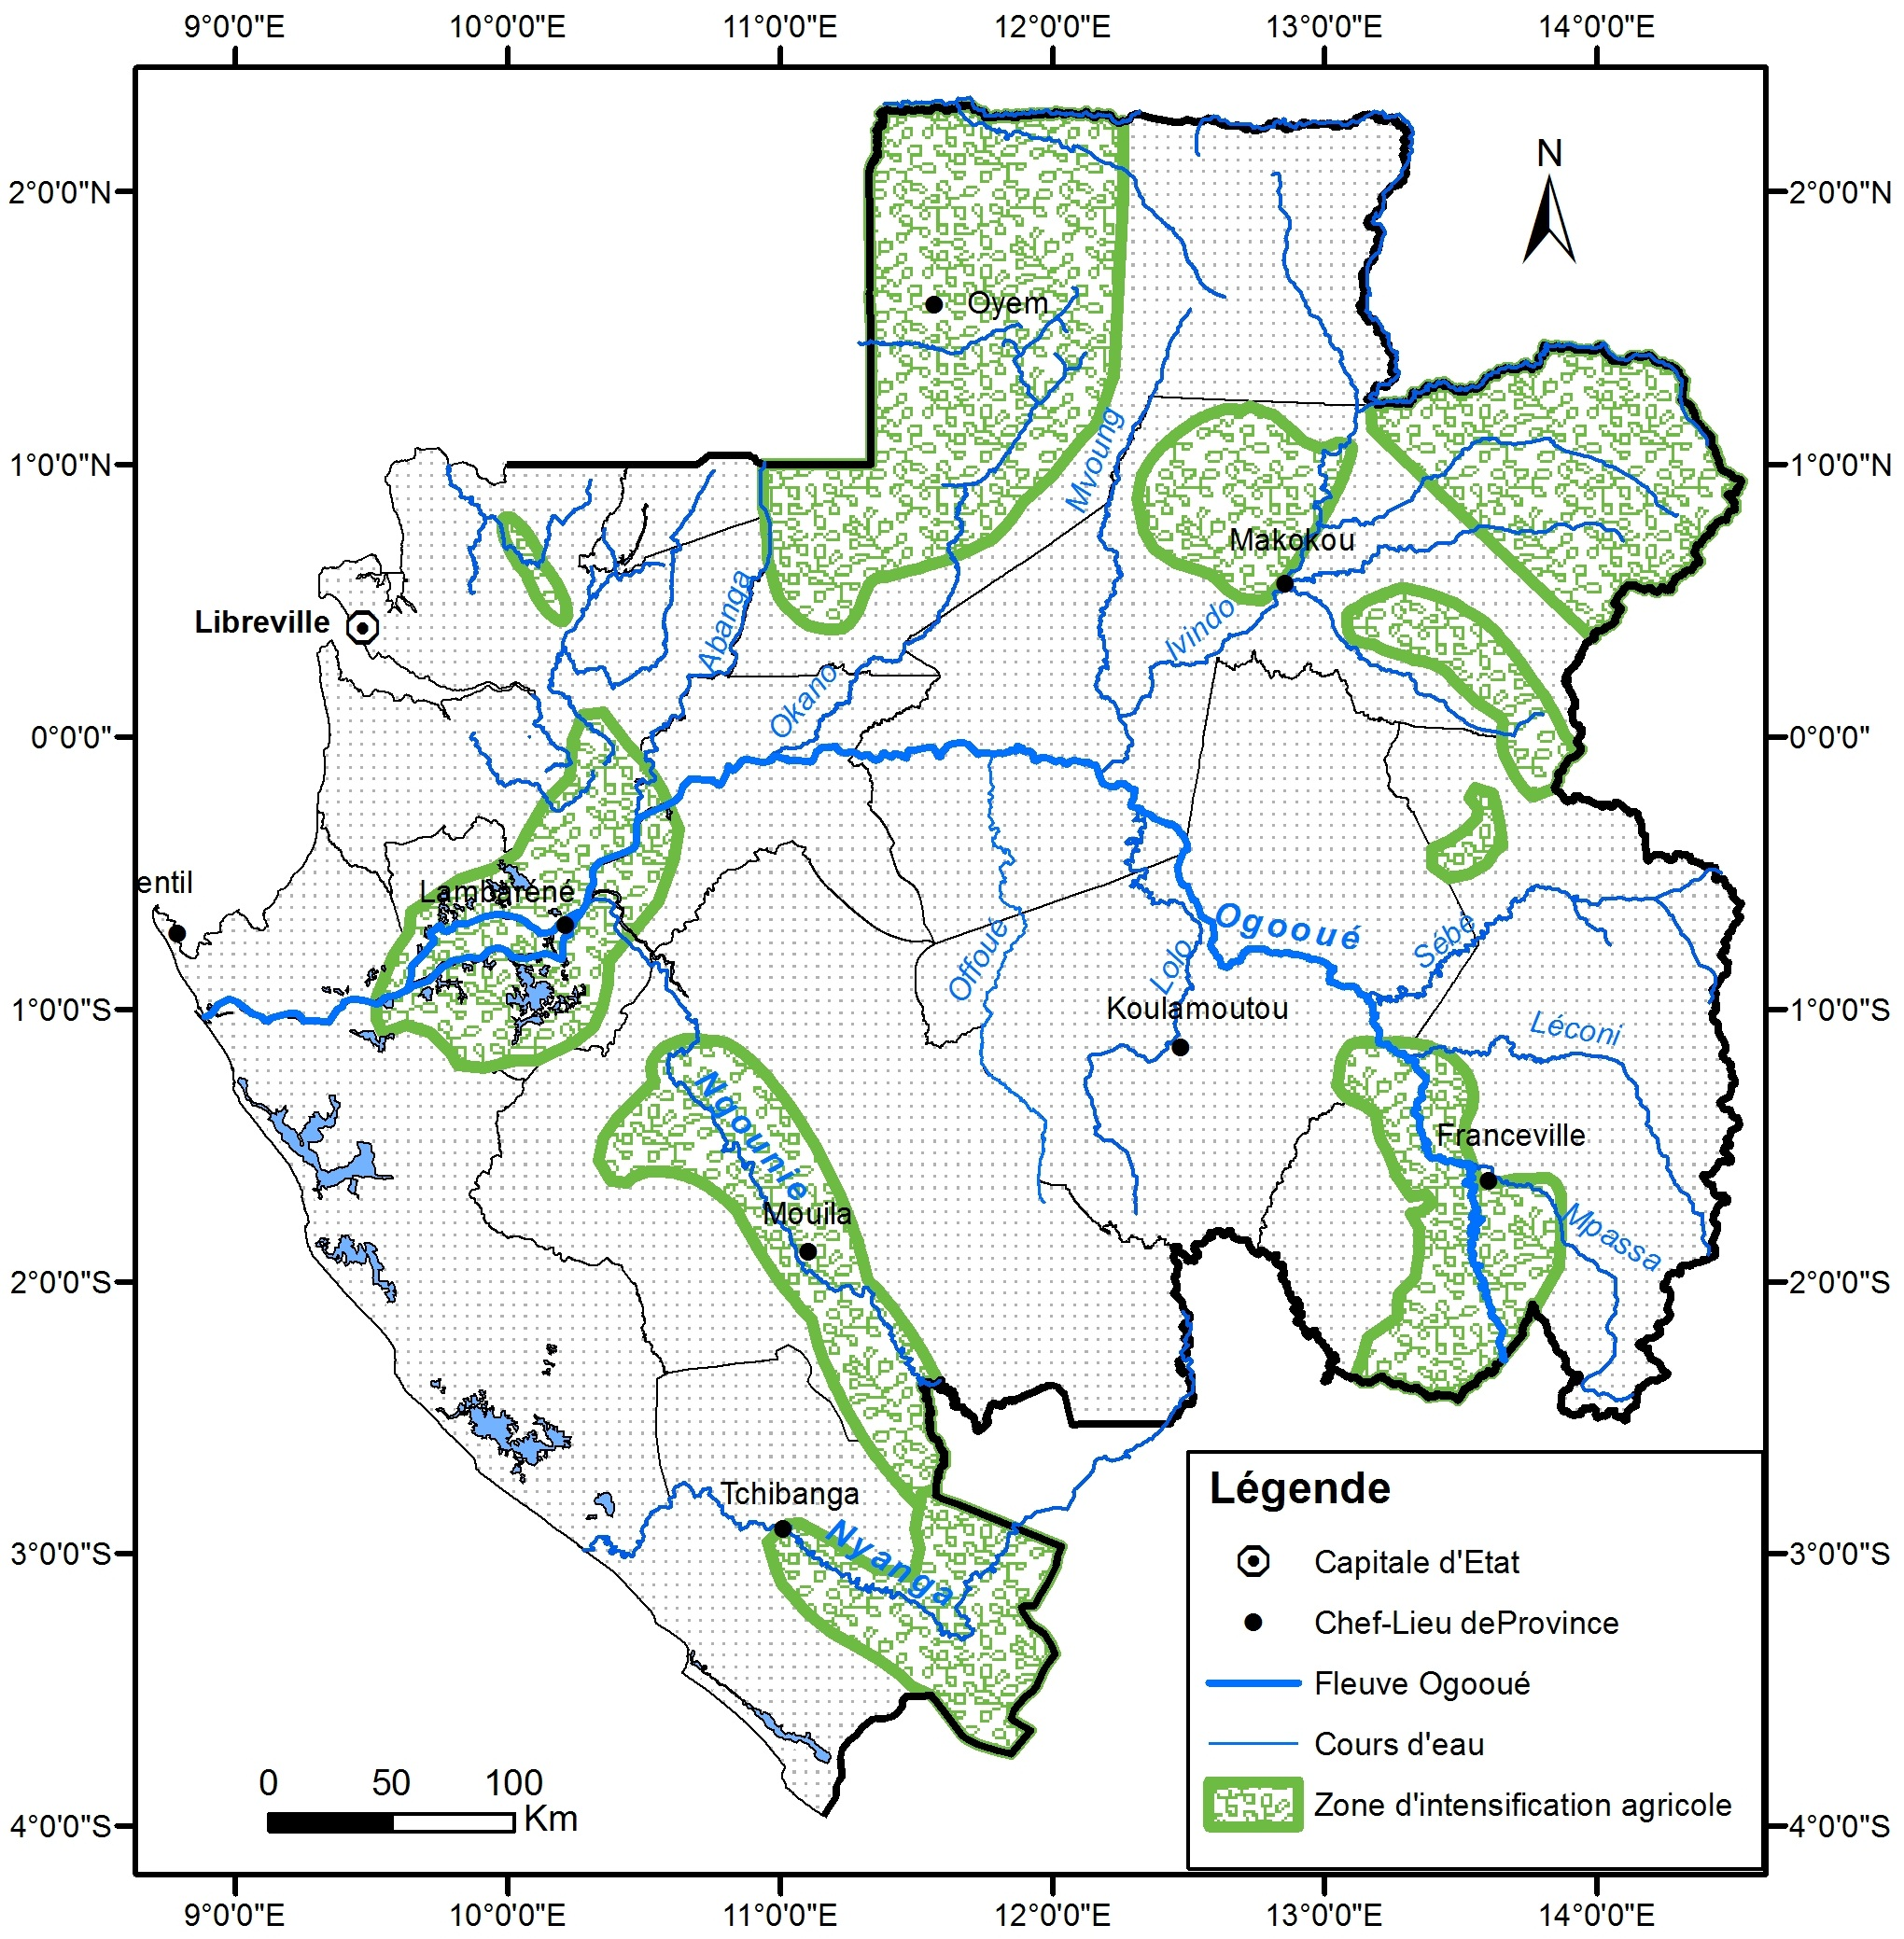 9°0'0"E 10°0'0"E 11°0'0"E 12°0'0"E 13°0'0"E 14°0'0"E
N
2°0'0"N 2°0'0"N
Oyem
Mvoung
1°0'0"N 1°0'0"N
Makokou
Libreville
Abanga
Ivindo
Okano
0°0'0" 0°0'0"
entil
Lambaréné
Ogooué
Sébé
Offoué
Lolo
1°0'0"S 1°0'0"S
Koulamoutou
Léconi
Ngounie
Franceville
Mouila
Mpassa
2°0'0"S 2°0'0"S
Tchibanga
Nyanga
3°0'0"S 3°0'0"S
Légende
Capitale d'Etat
Chef-Lieu deProvince
Fleuve Ogooué
Cours d'eau
Zone d'intensification agricole
0 50 100
Km
4°0'0"S 4°0'0"S
9°0'0"E 10°0'0"E 11°0'0"E 12°0'0"E 13°0'0"E 14°0'0"E